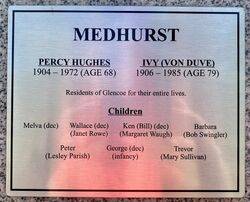 MEDHURST
PERCY HUGHES IVY (VON DUVE)
1904 – 1972 (AGE 68) 1906 – 1985 (AGE 79)
Residents of Glencoe for their entire lives.
Children
Melva (dec) Wallace (dec) Ken (Bill) (dec) Barbara
(Janet Rowe) (Margaret Waugh) (Bob Swingler)
Peter George (dec) Trevor
(Lesley Parish) (infancy) (Mary Sullivan)